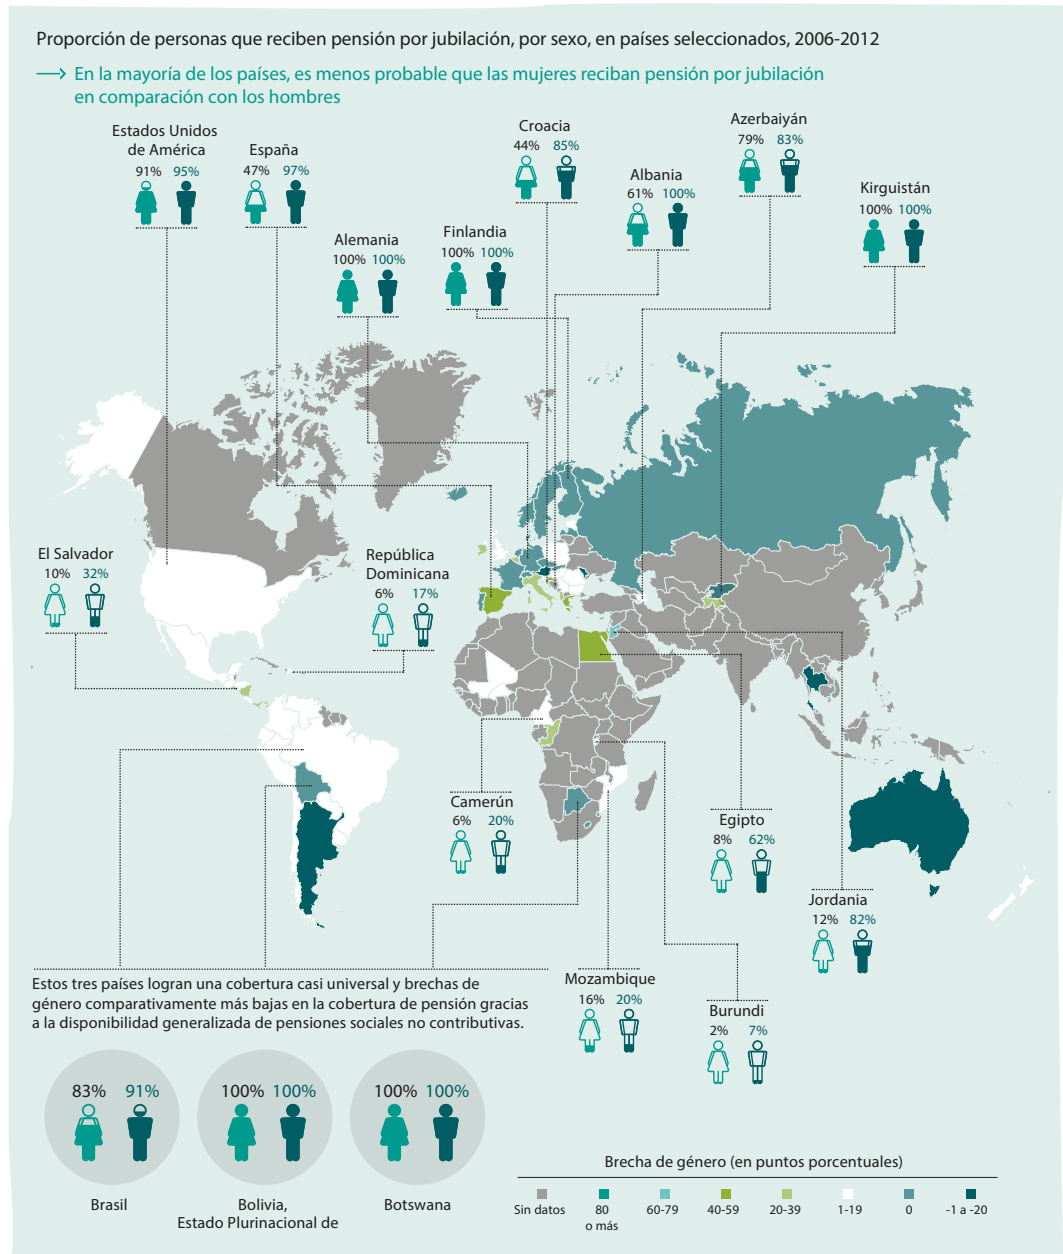 Proporción de personas que reciben pensión por jubilación, por sexo, en países seleccionados, 2006-2012
En la mayoría de los países, es menos probable que las mujeres reciban pensión por jubilación
en comparación con los hombres
Estados Unidos
de América
91% 95%
España
47% 97%
Croacia
44% 85%
Azerbaiyán
79% 83%
Albania
61% 100%
Kirguistán
100% 100%
Alemania
100% 100%
Finlandia
100% 100%
El Salvador
10% 32%
República
Dominicana
6% 17%
Camerún
6% 20%
Egipto
8% 62%
Jordania
12% 82%
Mozambique
16% 20%
Burundi
2% 7%
Estos tres países logran una cobertura casi universal y brechas de
género comparativamente más bajas en la cobertura de pensión gracias
a la disponibilidad generalizada de pensiones sociales no contributivas.
83% 91%
Brasil
100% 100%
Bolivia,
Estado Plurinacional de
100% 100%
Botswana
Brecha de género (en puntos porcentuales)
Sin datos
80
o más
60-79
40-59
20-39
1-19
0
-1 a -20